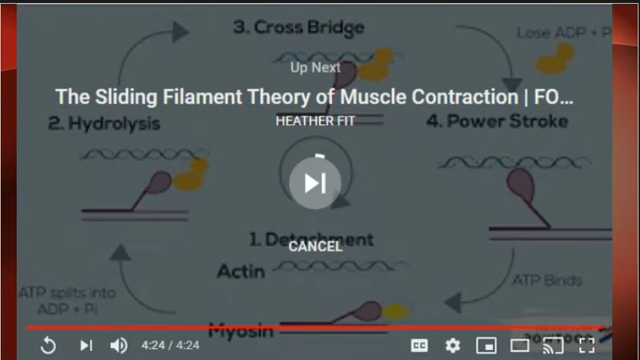 3. Cross Bridge
Lose ADP + P
Up Next
The Sliding Filament Theory of Muscle Contraction | FO...
HEATHER FIT
2. Hydrolysis
4. Power Stroke
1. Detachment
CANCEL
Actin
ATP Binds
ATP splits into
ADP + Pi
Myosin
4:24 / 4:24
CC